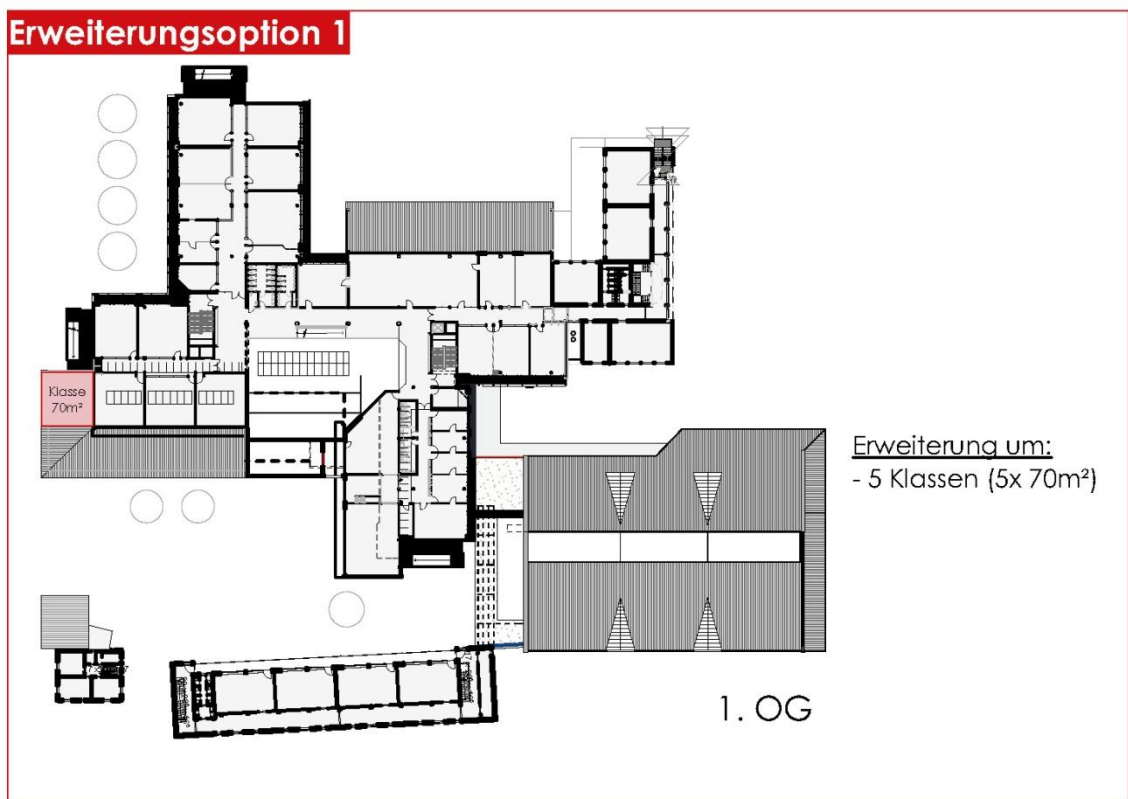 Erweiterungsoption 1
Klasse
70m²
Erweiterung um:
- 5 Klassen (5x 70m²)
1. OG